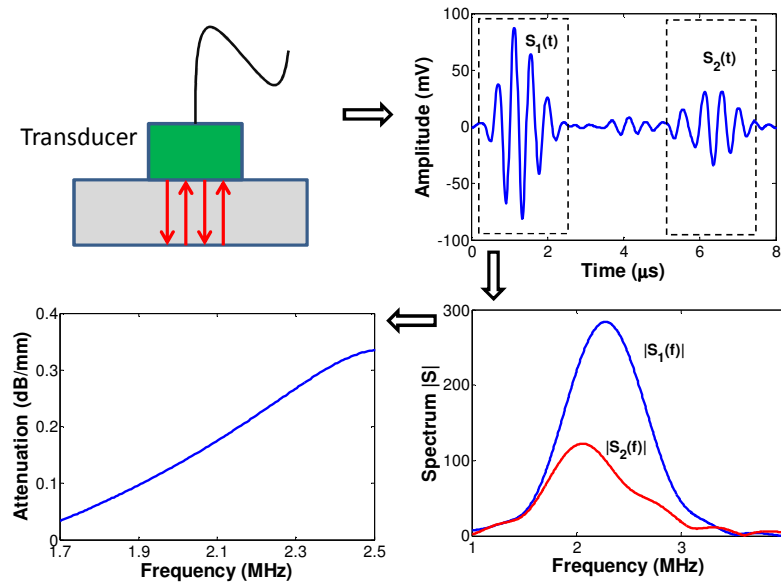 Transducer
Amplitude (mV)
100
50
0
-50
-100
S1(t)
S2(t)
0 2 4 6 8
Time (μs)
Attenuation (dB/mm)
0.4
0.3
0.2
0.1
0
1.7 1.9 2.1 2.3 2.5
Frequency (MHz)
Spectrum |S|
300
200
100
0
|S1(f)|
|S2(f)|
1 2 3
Frequency (MHz)